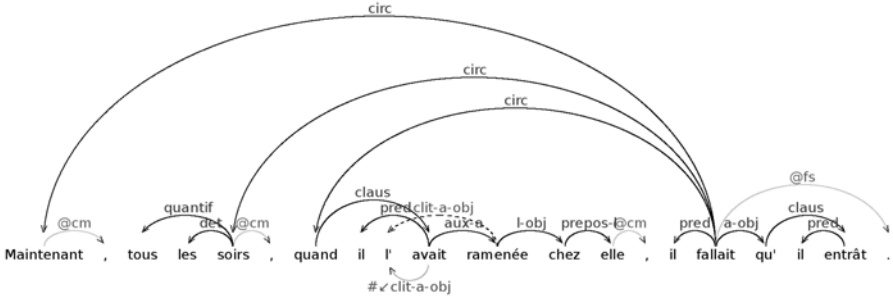 circ
circ
circ
@fs
quantif claus claus
@cm det @cm pred clit-a-obj aux-a l-obj prepos-l @cm pred a-obj pred
Maintenant , tous les soirs , quand il l' avait ramenée chez elle , il fallait qu' il entrât .
#↙clit-a-obj